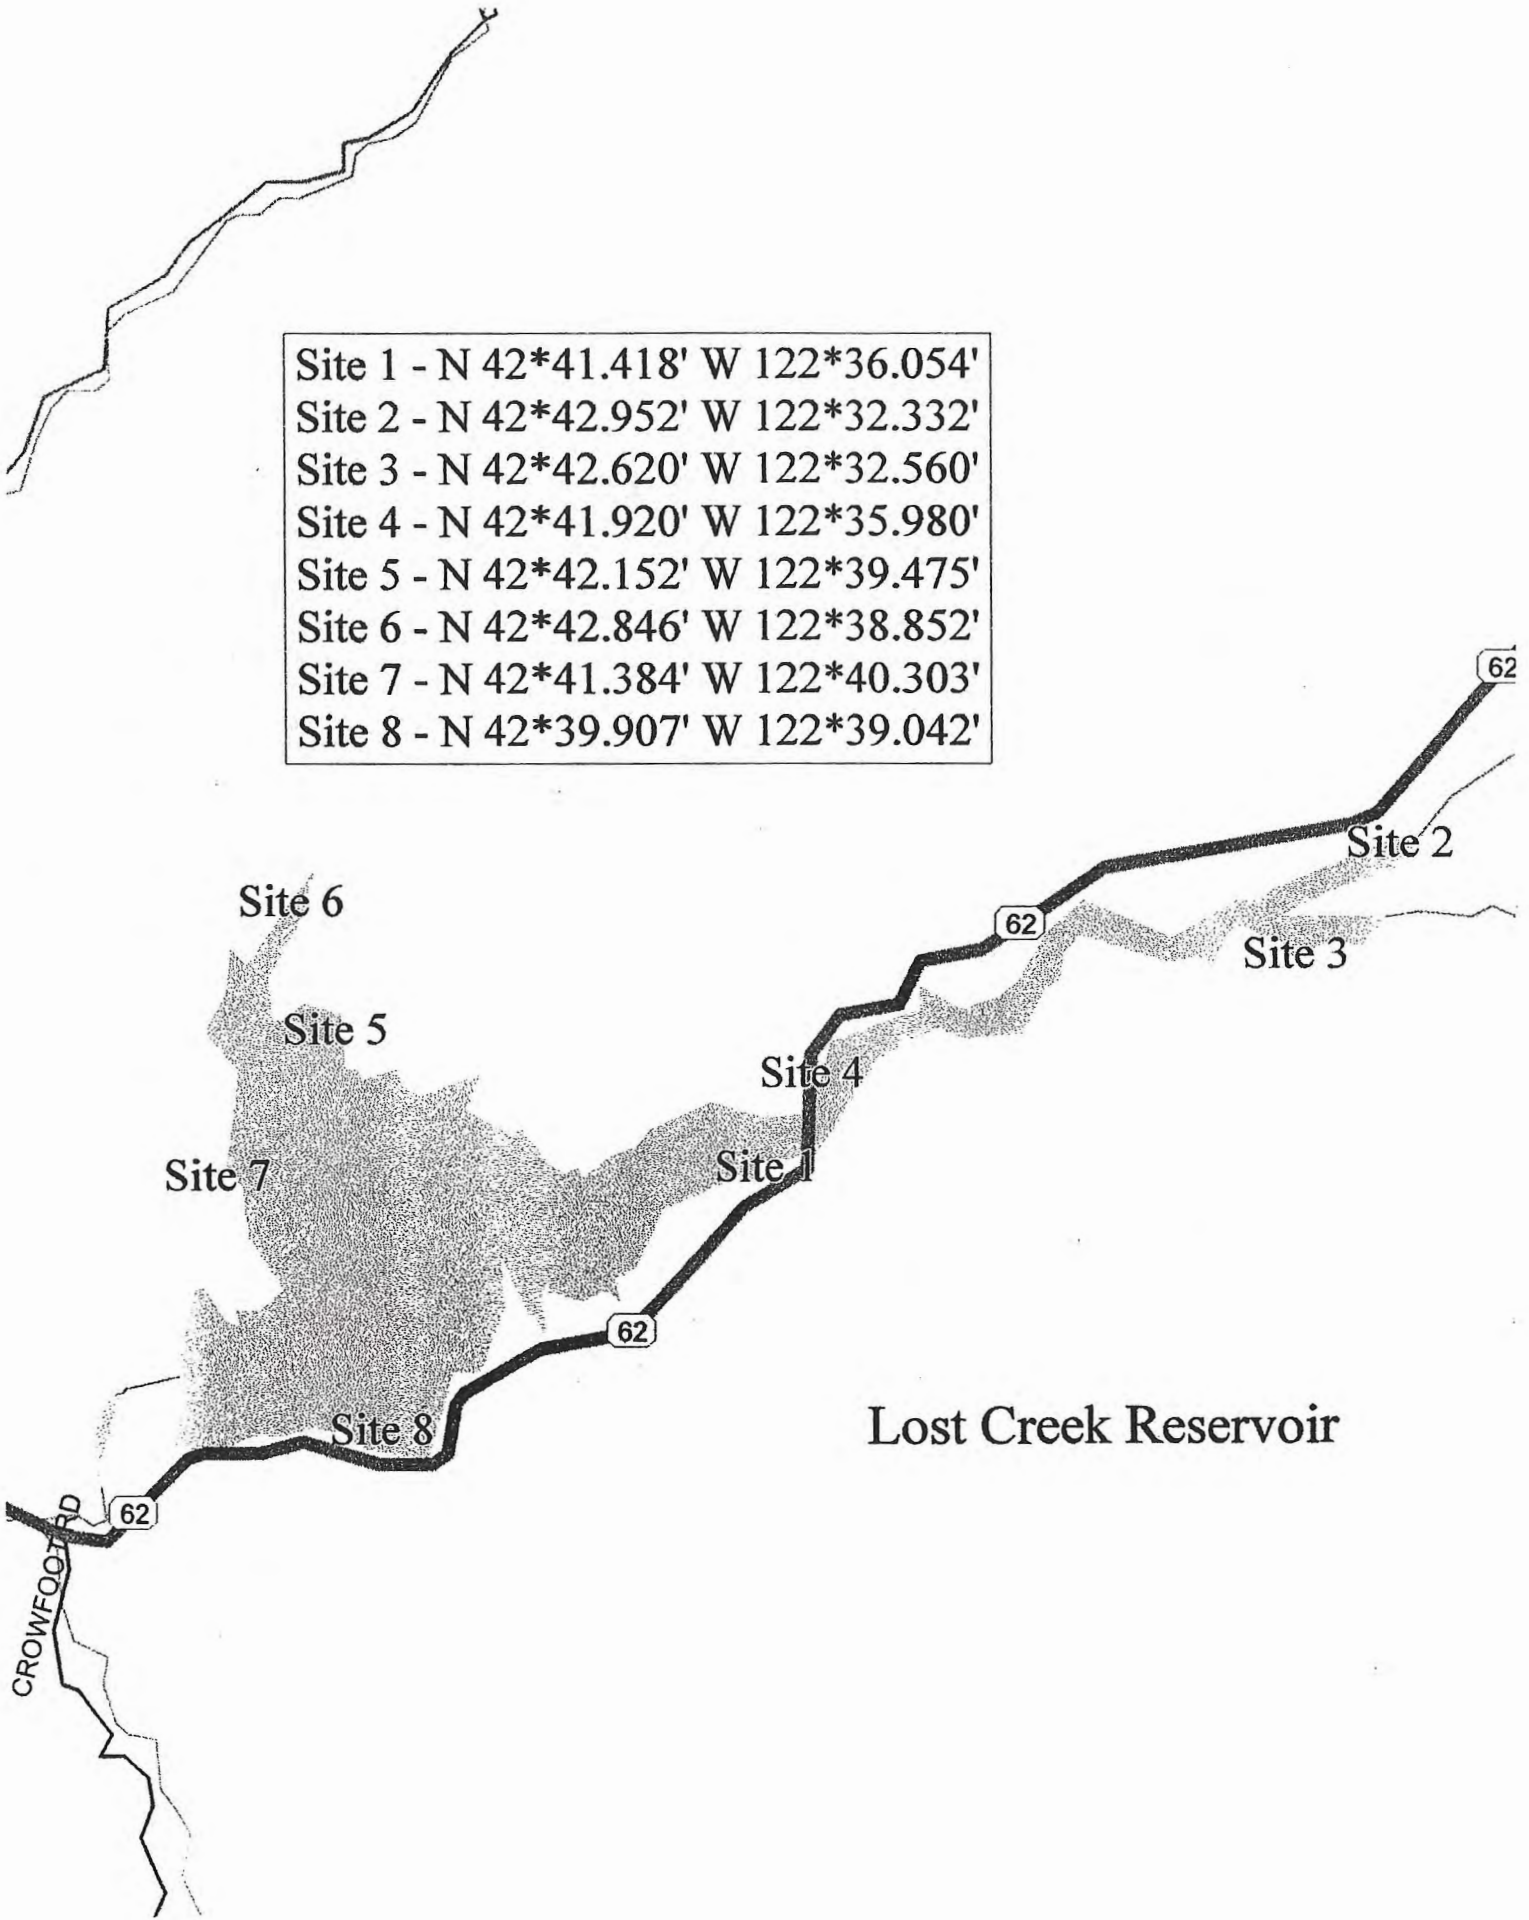 Site 1 - N 42*41.418' W 122*36.054'
Site 2 - N 42*42.952' W 122*32.332'
Site 3 - N 42*42.620' W 122*32.560'
Site 4 - N 42*41.920' W 122*35.980'
Site 5 - N 42*42.152' W 122*39.475'
Site 6 - N 42*42.846' W 122*38.852'
Site 7 - N 42*41.384' W 122*40.303'
Site 8 - N 42*39.907' W 122*39.042'
62
Site 2
Site 6
62
Site 3
Site 5
Site 4
Site 7
Site 1
62
Site 8
Lost Creek Reservoir
62
CROWFOOT RD